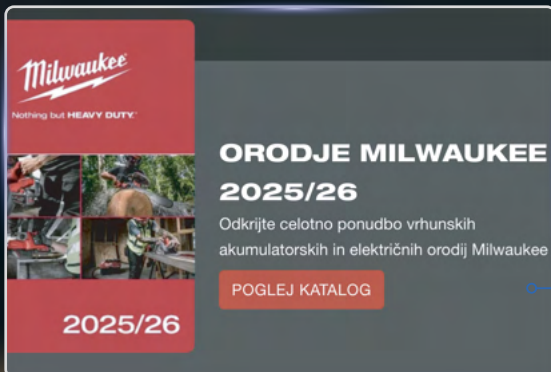 Milwaukee
Nothing but HEAVY DUTY.
2025/26
ORODJE MILWAUKEE
2025/26
Odkrijte celotno ponudbo vrhunskih
akumulatorskih in električnih orodij Milwaukee
POGLEJ KATALOG